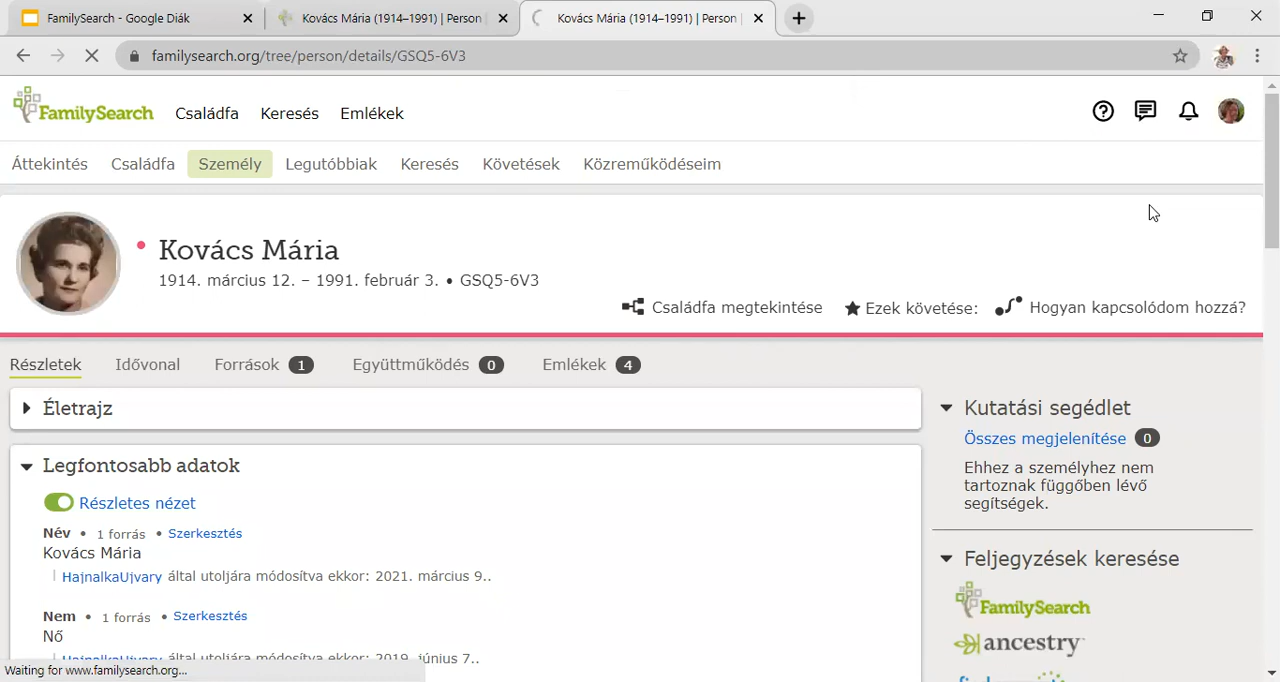 FamilySearch - Google Diák
Kovács Mária (1914–1991) | Person
Kovács Mária (1914–1991) | Person
familysearch.org/tree/person/details/GSQ5-6V3
FamilySearch Családfa Keresés Emlékek
Áttekintés Családfa Személy Legutóbbiak Keresés Követések Közreműködéseim
Kovács Mária
1914. március 12. – 1991. február 3. • GSQ5-6V3
Családfa megtekintése Ezek követése: Hogyan kapcsolódom hozzá?
Részletek Idővonal Források 1 Együttműködés 0 Emlékek 4
Életrajz
Legfontosabb adatok
Részletes nézet
Név • 1 forrás • Szerkesztés
Kovács Mária
HajnalkaUjvary által utoljára módosítva ekkor: 2021. március 9..
Nem • 1 forrás • Szerkesztés
Nő
HajnalkaUjvary által utoljára módosítva ekkor: 2019. június 7..
Waiting for www.familysearch.org...
Kutatási segédlet
Összes megjelenítése 0
Ehhez a személyhez nem
tartoznak függőben lévő
segítségek.
Feljegyzések keresése
FamilySearch
ancestry